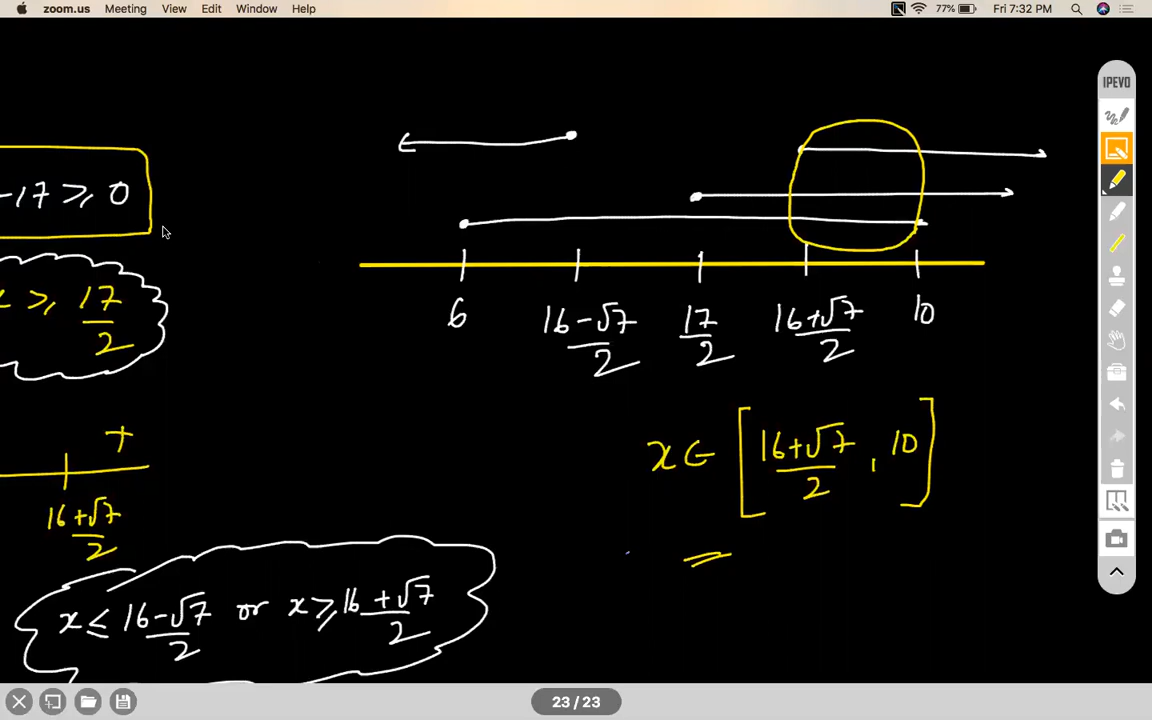 zoom.us Meeting View Edit Window Help 77% Fri 7:32 PM
IPEVO
-17 ≥ 0
x ≥ 17/2
+
16+√7/2
6 16-√7/2 17/2 16+√7/2 10
x ∈ [16+√7/2 , 10]
x ≤ 16-√7/2 or x ≥ 16+√7/2
23 / 23